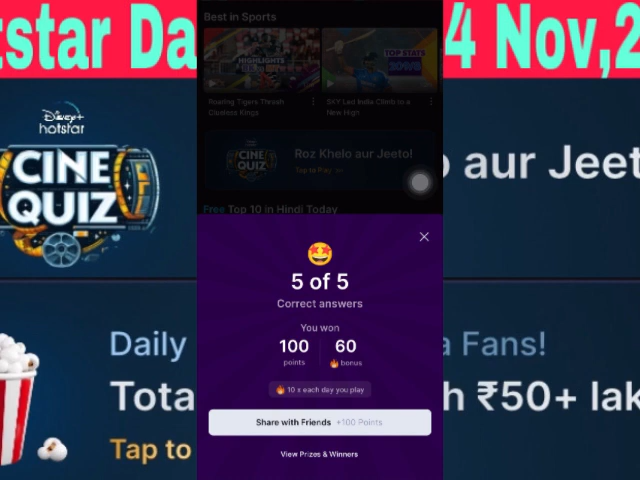 tstar Da
4 Nov,2
Disney+
hotstar
CINE
QUIZ
o aur Jeet
Daily
Fans!
Tota
h ₹50+ lak
Tap to
Best in Sports
HIGHLIGHTS
TOP STATS
Roaring Tigers Thrash
Clueless Kings
SKY Led India Climb to a
New High
CINE
QUIZ
Roz Khelo aur Jeeto!
Tap to Play
Free Top 10 in Hindi Today
5 of 5
Correct answers
You won
100
points
60
bonus
10 x each day you play
Share with Friends +100 Points
View Prizes & Winners